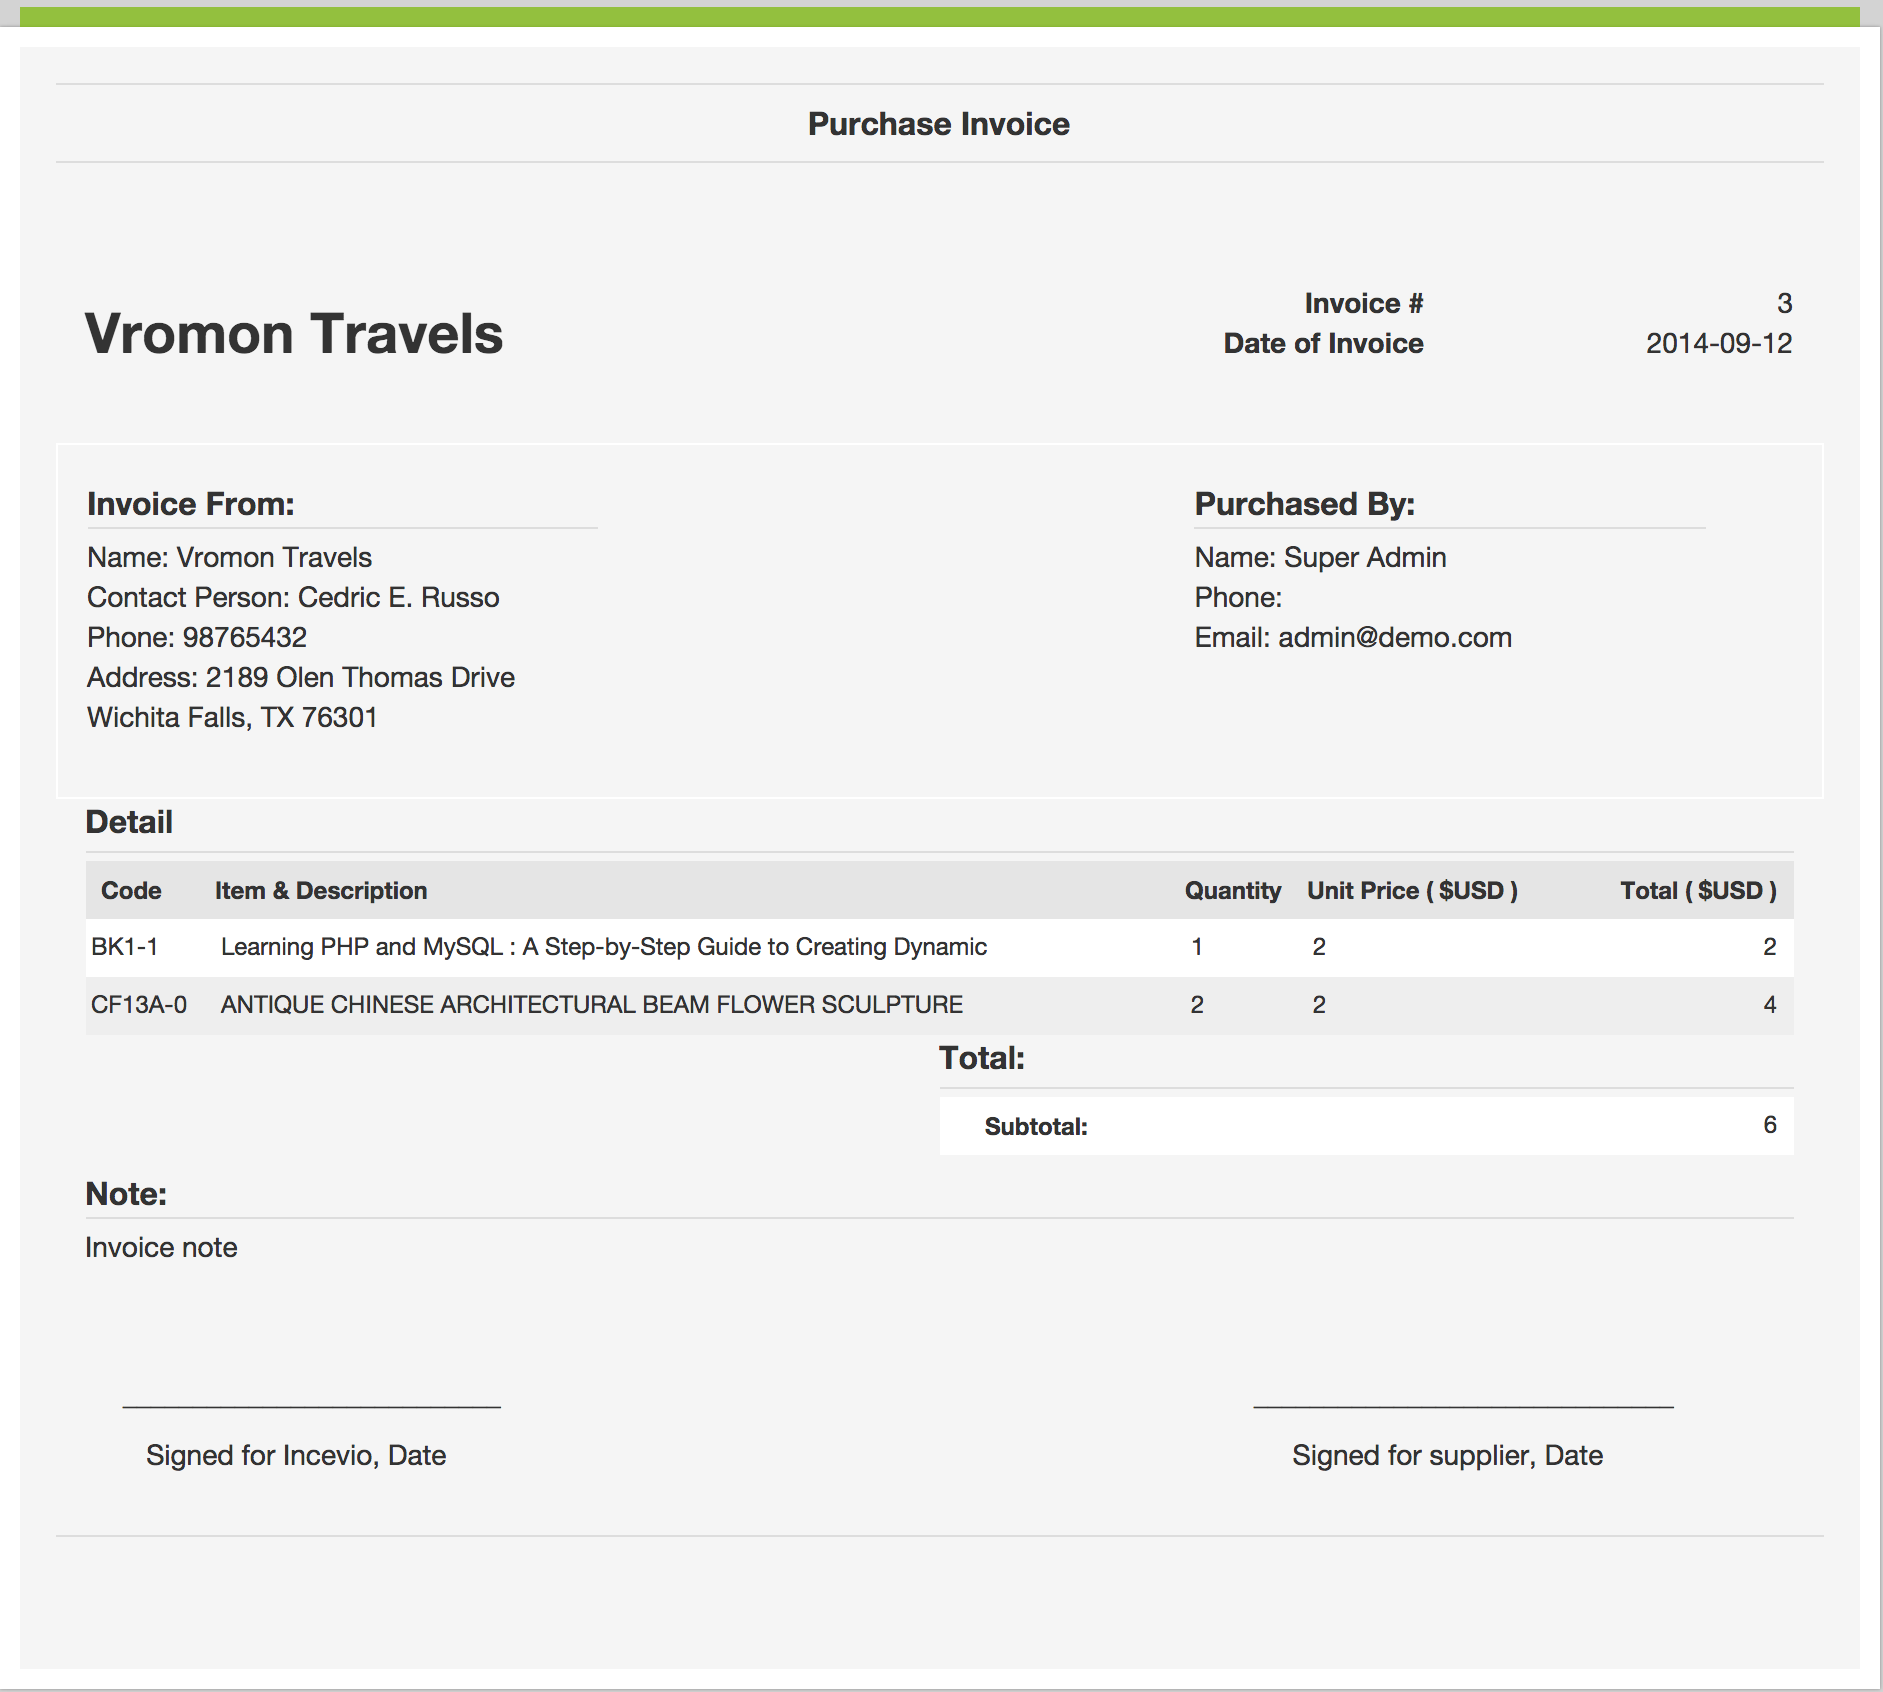 Purchase Invoice
Vromon Travels
Invoice # 3
Date of Invoice 2014-09-12
Invoice From:
Name: Vromon Travels
Contact Person: Cedric E. Russo
Phone: 98765432
Address: 2189 Olen Thomas Drive
Wichita Falls, TX 76301
Purchased By:
Name: Super Admin
Phone:
Email: admin@demo.com
Detail
Code Item & Description Quantity Unit Price ( $USD ) Total ( $USD )
BK1-1 Learning PHP and MySQL : A Step-by-Step Guide to Creating Dynamic 1 2 2
CF13A-0 ANTIQUE CHINESE ARCHITECTURAL BEAM FLOWER SCULPTURE 2 2 4
Total:
Subtotal: 6
Note:
Invoice note
Signed for Incevio, Date
Signed for supplier, Date